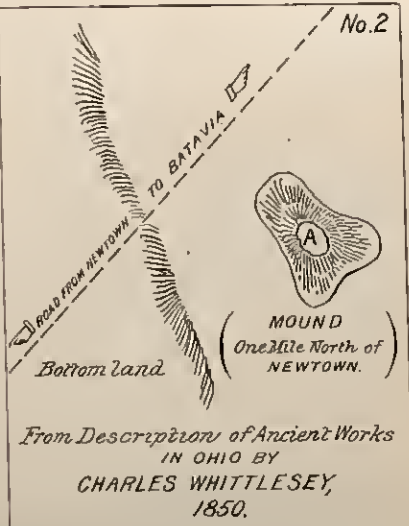 No. 2
ROAD FROM NEWTOWN TO BATAVIA
A
MOUND
One Mile North of
NEWTOWN.
Bottom land
From Description of Ancient Works
IN OHIO BY
CHARLES WHITTLESEY,
1850.